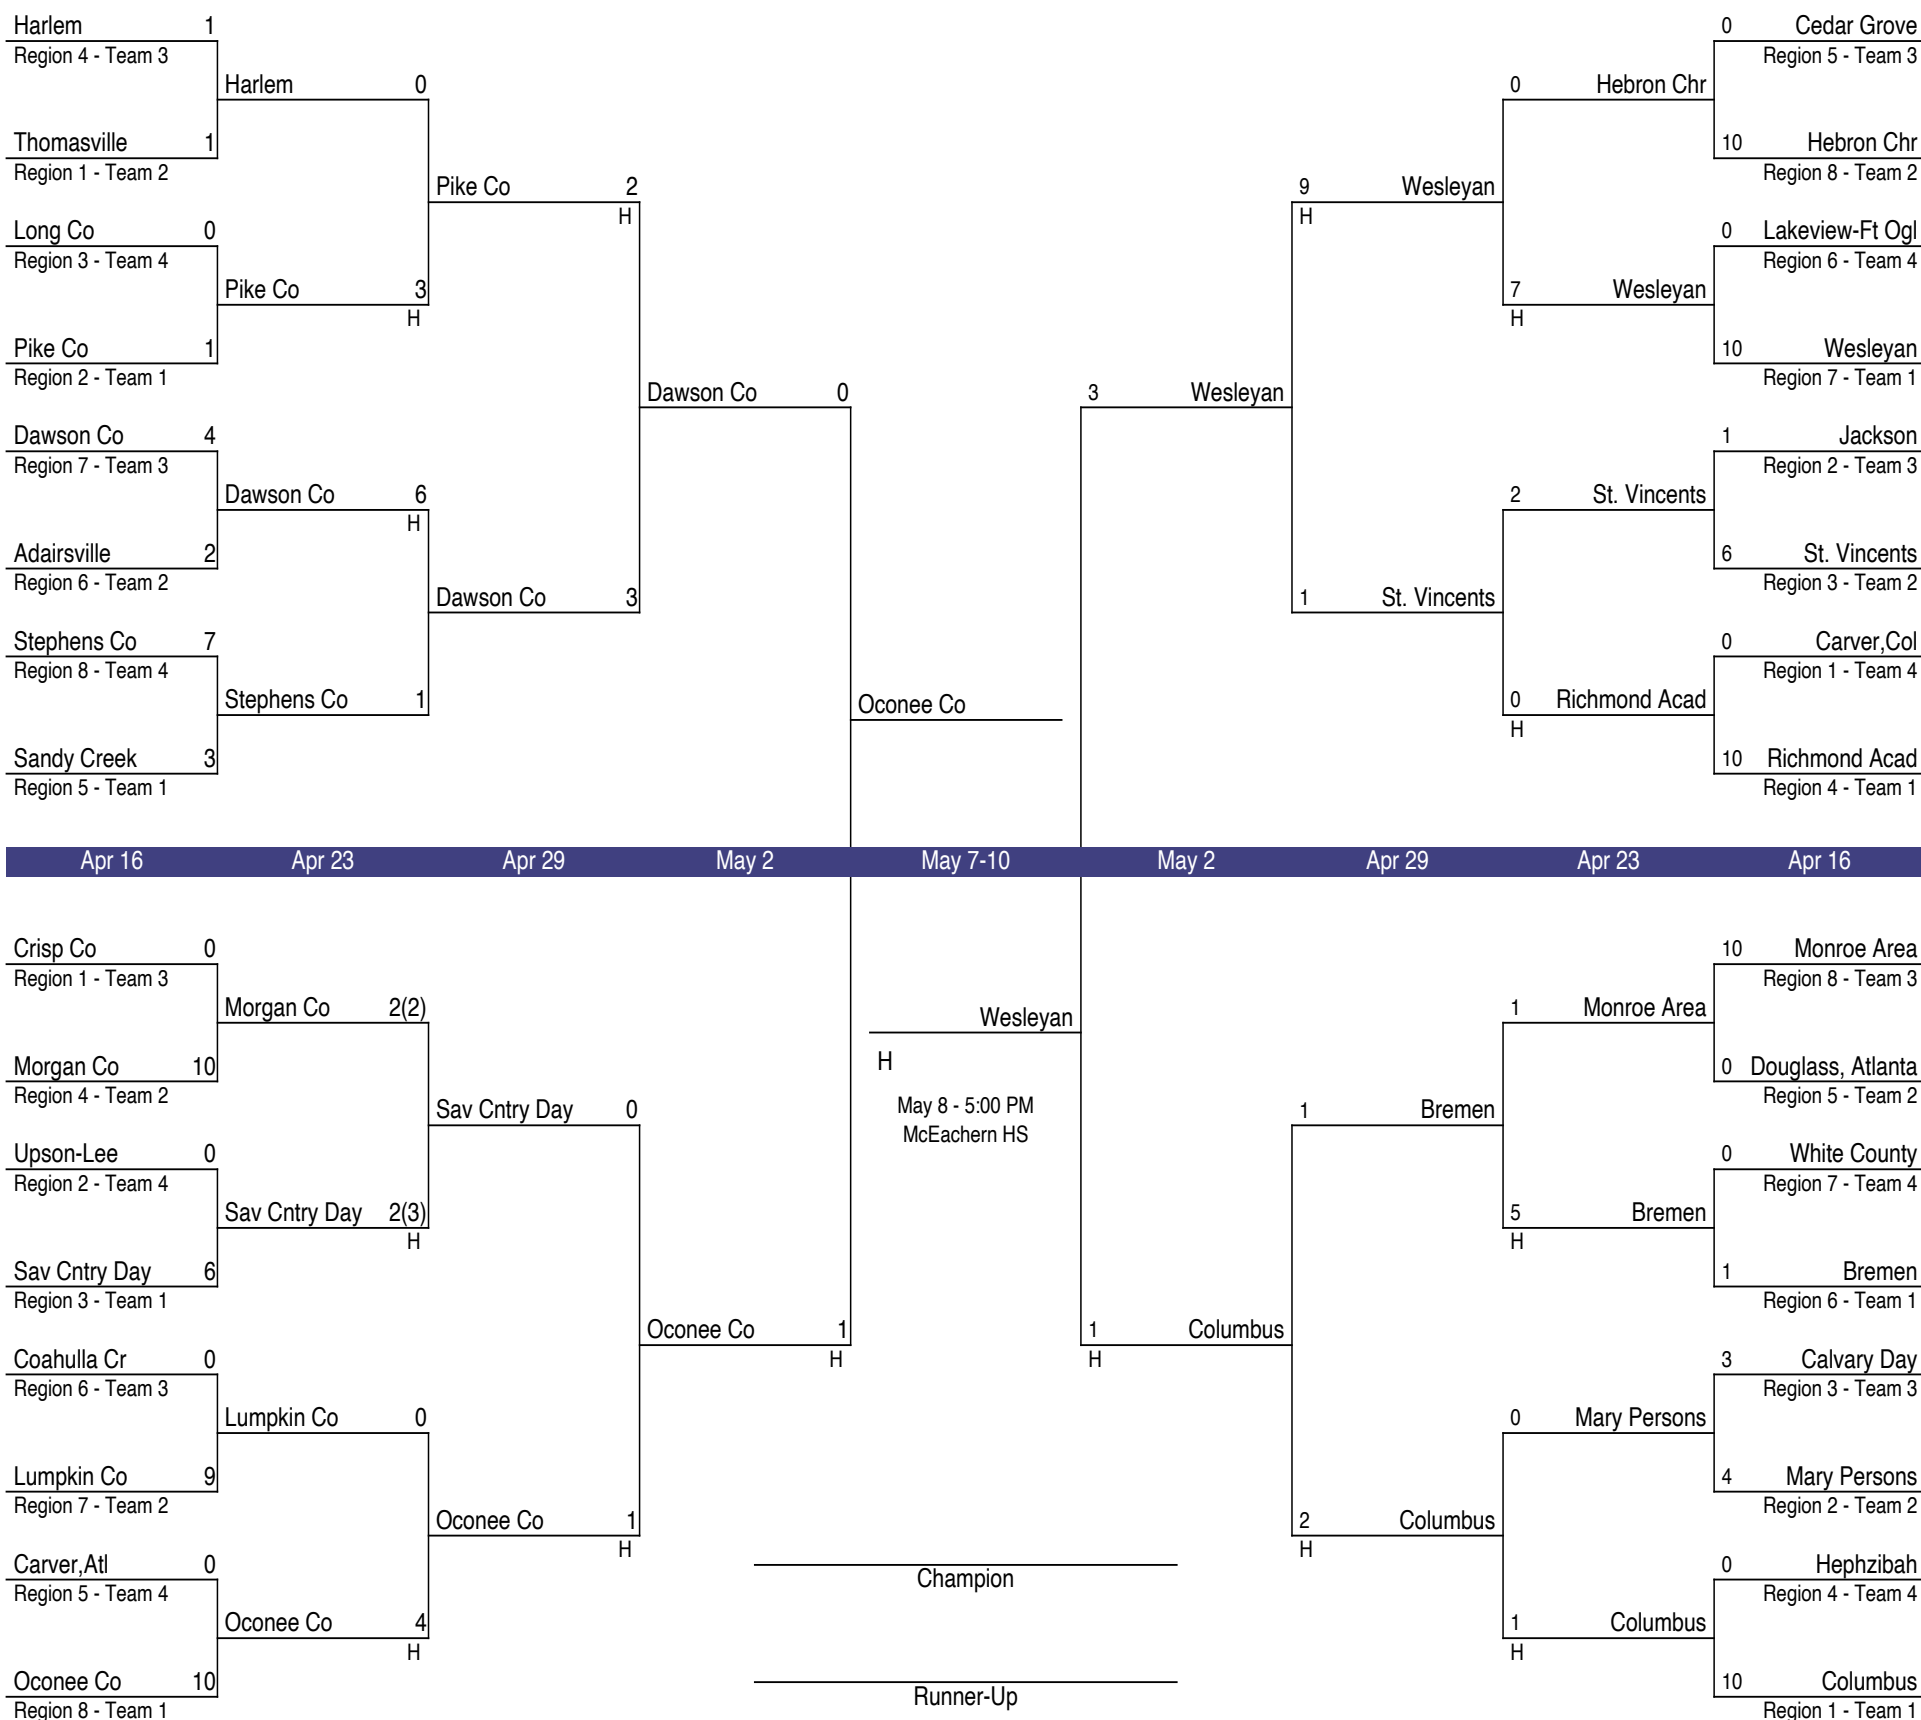 Harlem 1
Region 4 - Team 3
Thomasville 1
Region 1 - Team 2
Long Co 0
Region 3 - Team 4
Pike Co 1
Region 2 - Team 1
Dawson Co 4
Region 7 - Team 3
Adairsville 2
Region 6 - Team 2
Stephens Co 7
Region 8 - Team 4
Sandy Creek 3
Region 5 - Team 1
Harlem 0
Pike Co 3
H
Dawson Co 6
H
Stephens Co 1
Pike Co 2
H
Dawson Co 3
Dawson Co 0
Oconee Co
3 Wesleyan
9 Wesleyan
H
1 St. Vincents
0 Hebron Chr
7 Wesleyan
H
2 St. Vincents
0 Richmond Acad
H
0 Cedar Grove
Region 5 - Team 3
10 Hebron Chr
Region 8 - Team 2
0 Lakeview-Ft Ogl
Region 6 - Team 4
10 Wesleyan
Region 7 - Team 1
1 Jackson
Region 2 - Team 3
6 St. Vincents
Region 3 - Team 2
0 Carver,Col
Region 1 - Team 4
10 Richmond Acad
Region 4 - Team 1
Apr 16 Apr 23 Apr 29 May 2 May 7-10 May 2 Apr 29 Apr 23 Apr 16
Crisp Co 0
Region 1 - Team 3
Morgan Co 10
Region 4 - Team 2
Upson-Lee 0
Region 2 - Team 4
Sav Cntry Day 6
Region 3 - Team 1
Coahulla Cr 0
Region 6 - Team 3
Lumpkin Co 9
Region 7 - Team 2
Carver,Atl 0
Region 5 - Team 4
Oconee Co 10
Region 8 - Team 1
Morgan Co 2(2)
Sav Cntry Day 2(3)
H
Lumpkin Co 0
Oconee Co 4
H
Sav Cntry Day 0
Oconee Co 1
H
Oconee Co 1
H
Wesleyan
H
May 8 - 5:00 PM
McEachern HS
Champion
Runner-Up
1 Columbus
H
1 Bremen
2 Columbus
H
1 Monroe Area
5 Bremen
H
0 Mary Persons
1 Columbus
H
10 Monroe Area
Region 8 - Team 3
0 Douglass, Atlanta
Region 5 - Team 2
0 White County
Region 7 - Team 4
1 Bremen
Region 6 - Team 1
3 Calvary Day
Region 3 - Team 3
4 Mary Persons
Region 2 - Team 2
0 Hephzibah
Region 4 - Team 4
10 Columbus
Region 1 - Team 1